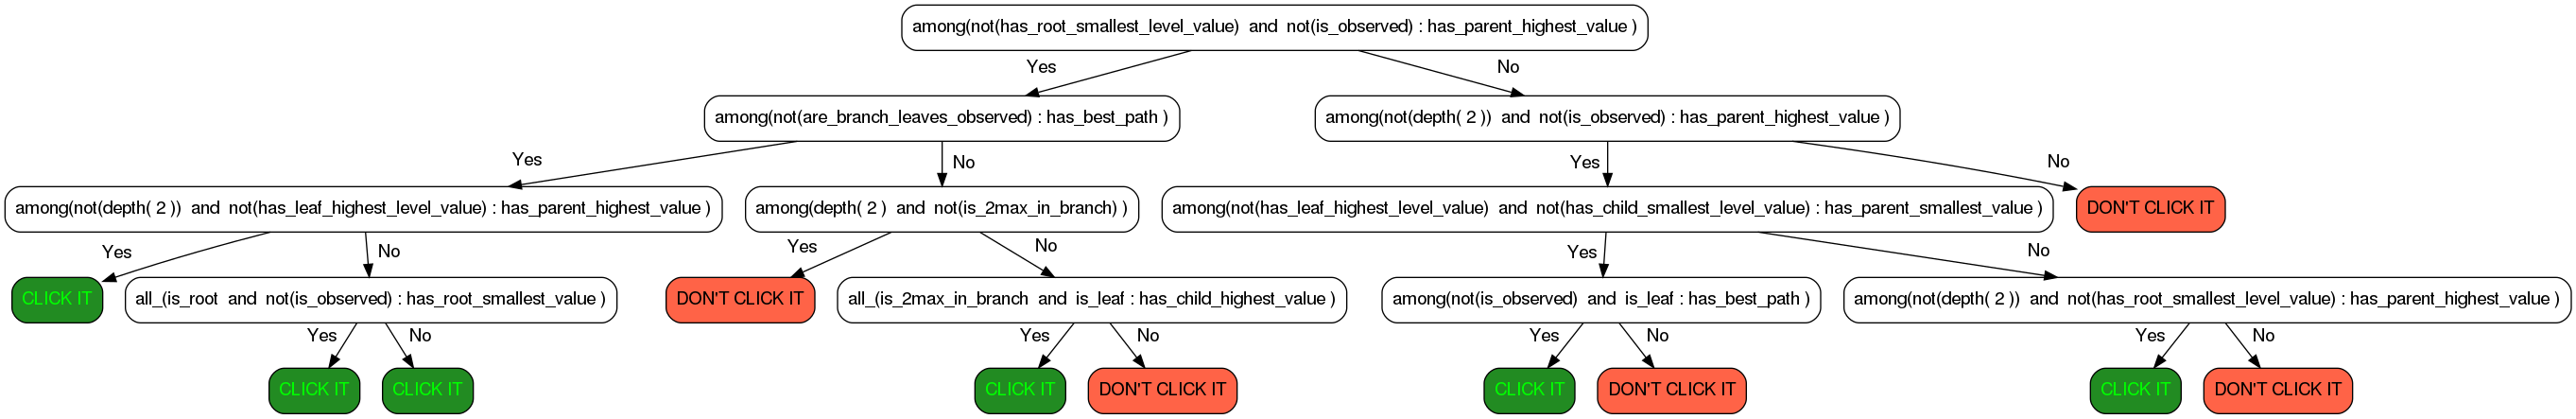 among(not(has_root_smallest_level_value)  and  not(is_observed) : has_parent_highest_value )
Yes
No
among(not(are_branch_leaves_observed) : has_best_path )
among(not(depth( 2 ))  and  not(is_observed) : has_parent_highest_value )
Yes
No
Yes
No
among(not(depth( 2 ))  and  not(has_leaf_highest_level_value) : has_parent_highest_value )
among(depth( 2 )  and  not(is_2max_in_branch) )
among(not(has_leaf_highest_level_value)  and  not(has_child_smallest_level_value) : has_parent_smallest_value )
DON'T CLICK IT
Yes
No
Yes
No
Yes
No
CLICK IT
all_(is_root  and  not(is_observed) : has_root_smallest_value )
DON'T CLICK IT
all_(is_2max_in_branch  and  is_leaf : has_child_highest_value )
among(not(is_observed)  and  is_leaf : has_best_path )
among(not(depth( 2 ))  and  not(has_root_smallest_level_value) : has_parent_highest_value )
Yes
No
Yes
No
Yes
No
Yes
No
CLICK IT
CLICK IT
CLICK IT
DON'T CLICK IT
CLICK IT
DON'T CLICK IT
CLICK IT
DON'T CLICK IT